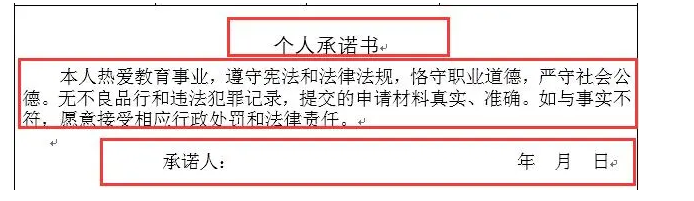 个人承诺书
本人热爱教育事业，遵守宪法和法律法规，恪守职业道德，严守社会公
德。无不良品行和违法犯罪记录，提交的申请材料真实、准确。如与事实不
符，愿意接受相应行政处罚和法律责任。
承诺人： 年 月 日